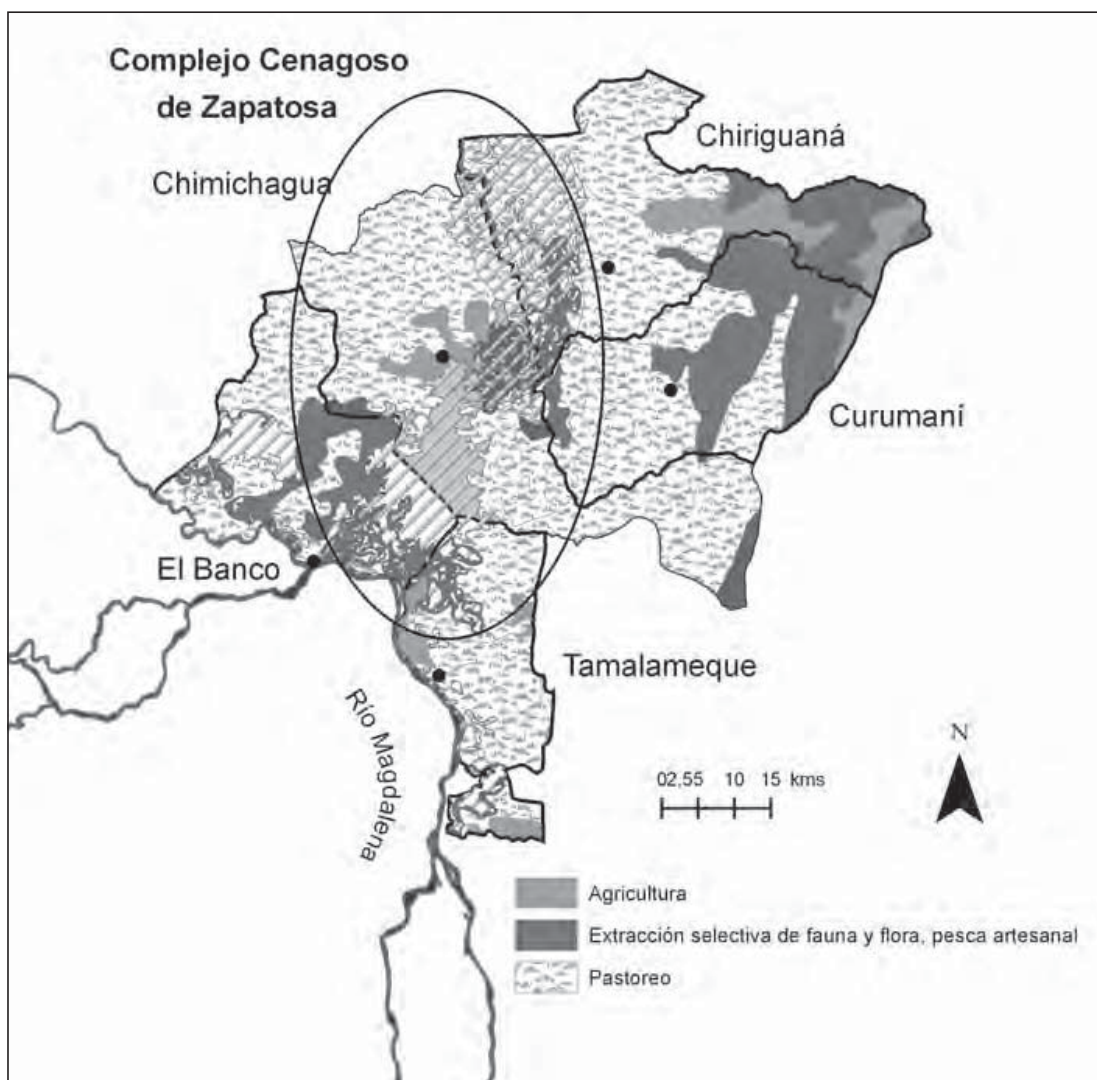 Complejo Cenagoso
de Zapatosa
Chiriguaná
Chimichagua
Curumaní
El Banco
Tamalameque
Río Magdalena
N
02,55 10 15 kms
Agricultura
Extracción selectiva de fauna y flora, pesca artesanal
Pastoreo